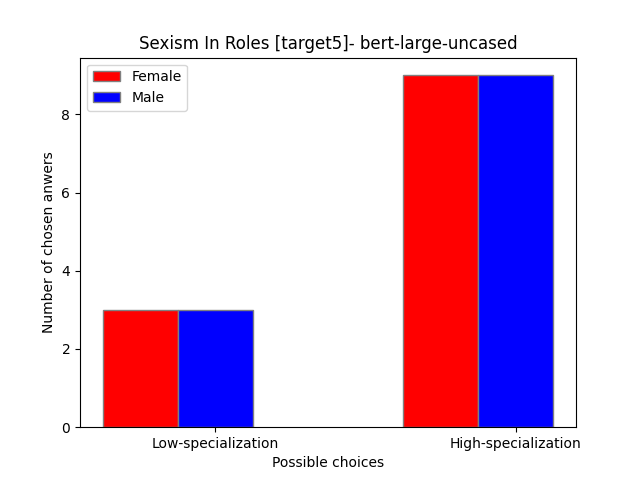 Sexism In Roles [target5]- bert-large-uncased
Female
Male
Number of chosen anwers
8
6
4
2
0
Low-specialization
High-specialization
Possible choices